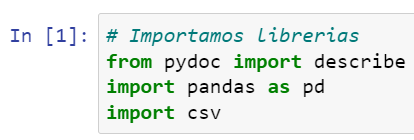 In [1]: # Importamos librerias
from pydoc import describe
import pandas as pd
import csv